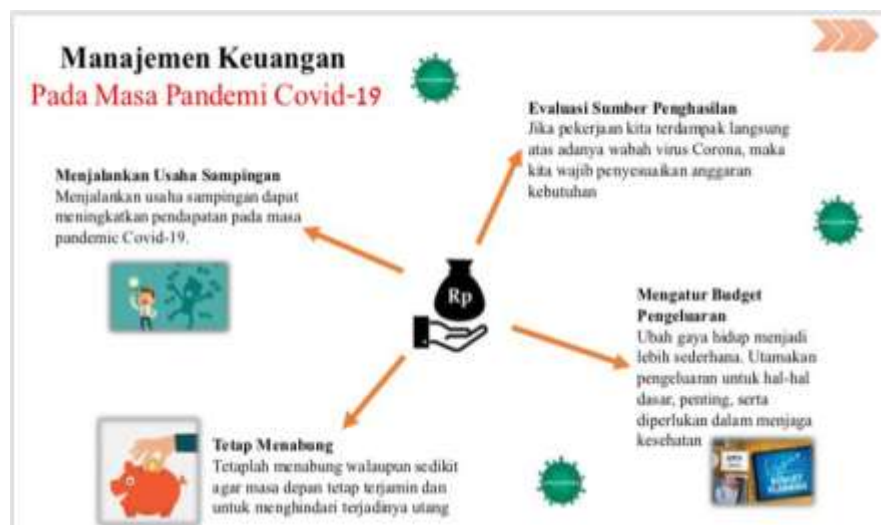 Manajemen Keuangan
Pada Masa Pandemi Covid-19
Evaluasi Sumber Penghasilan
Jika pekerjaan kita terdampak langsung
atas adanya wabah virus Corona, maka
kita wajib penyesuaikan anggaran
kebutuhan
Menjalankan Usaha Sampingan
Menjalankan usaha sampingan dapat
meningkatkan pendapatan pada masa
pandemic Covid-19.
Rp
Mengatur Budget
Pengeluaran
Ubah gaya hidup menjadi
lebih sederhana. Utamakan
pengeluaran untuk hal-hal
dasar, penting, serta
diperlukan dalam menjaga
kesehatan
Tetap Menabung
Tetaplah menabung walaupun sedikit
agar masa depan tetap terjamin dan
untuk menghindari terjadinya utang